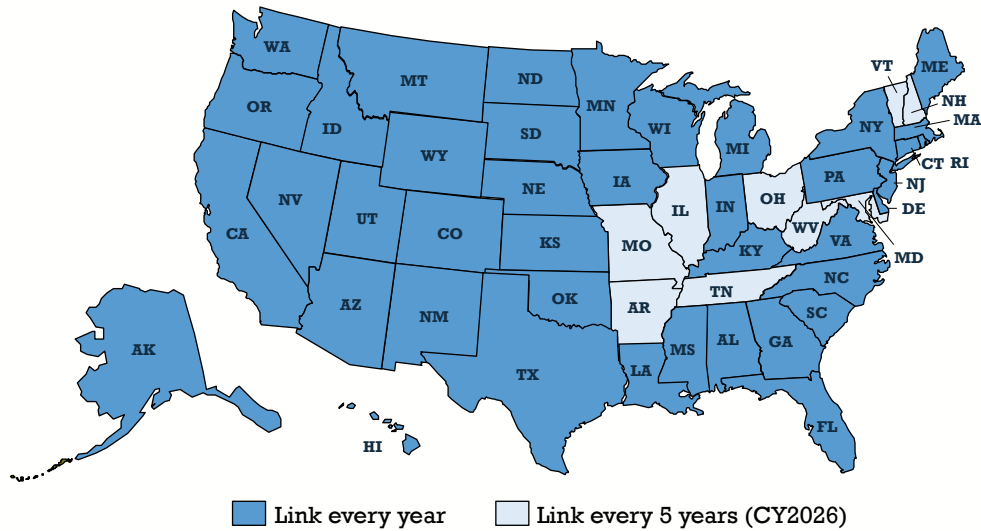 WA
MT
ND
MN
VT
ME
NH
MA
OR
ID
SD
WI
MI
NY
WY
CT RI
NE
IA
PA
NJ
NV
UT
CO
IL
IN
OH
DE
CA
KS
MO
WV
VA
KY
MD
AZ
NM
OK
AR
TN
NC
SC
AK
TX
LA
MS
AL
GA
HI
FL
Link every year
Link every 5 years (CY2026)